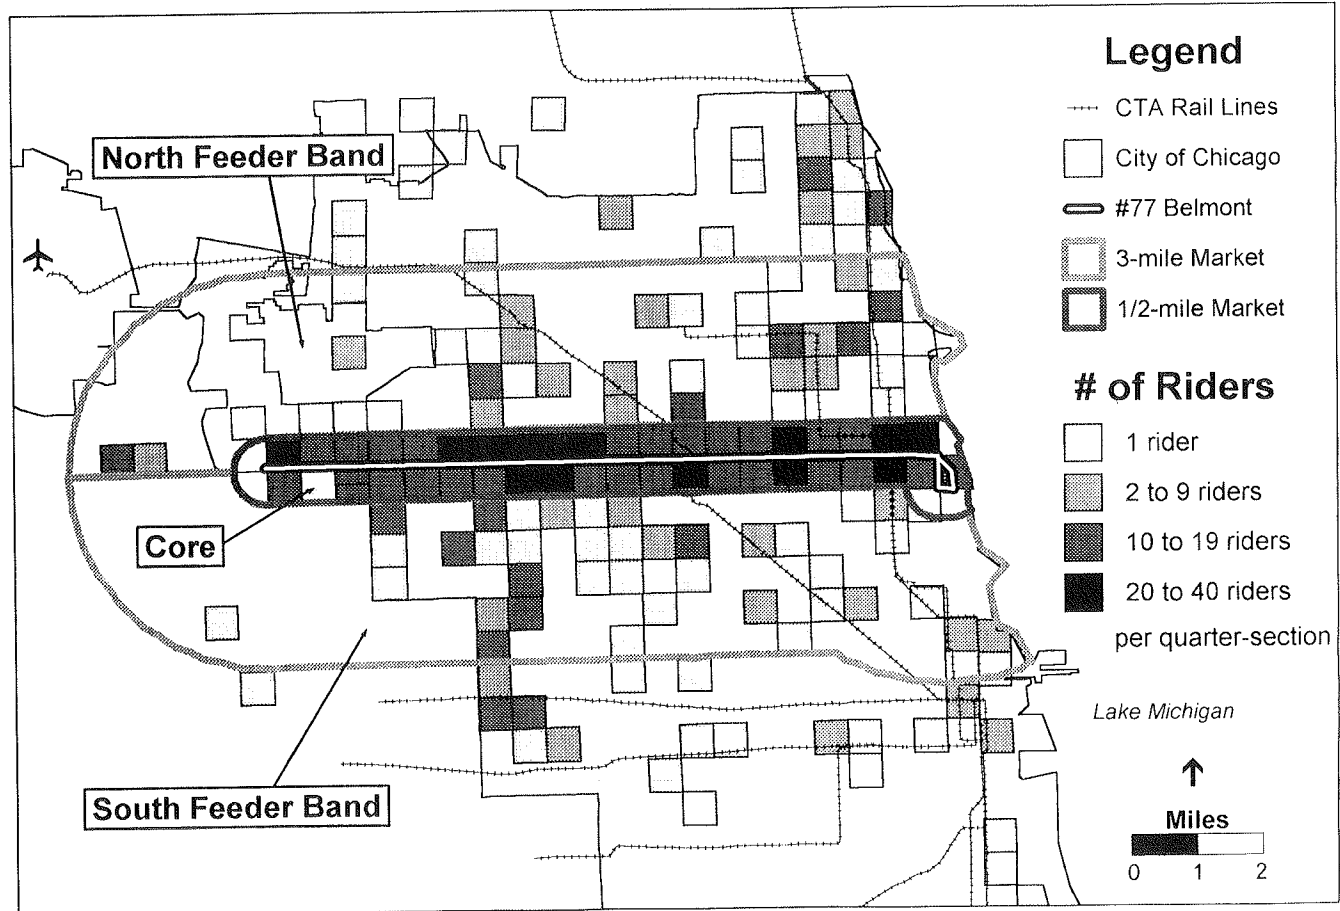 Legend
CTA Rail Lines
City of Chicago
#77 Belmont
3-mile Market
1/2-mile Market
# of Riders
1 rider
2 to 9 riders
10 to 19 riders
20 to 40 riders
per quarter-section
North Feeder Band
Core
South Feeder Band
Lake Michigan
Miles
0 1 2